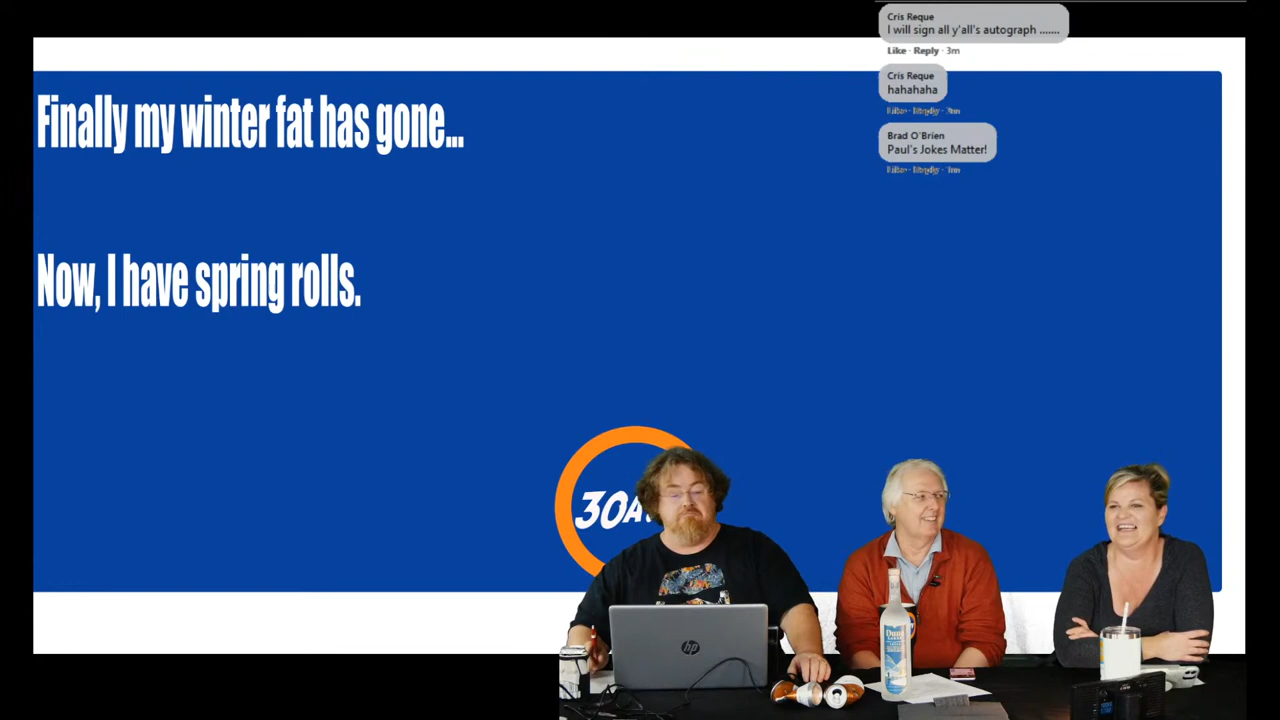 Cris Reque
I will sign all y'all's autograph .......
Like · Reply · 3m
Cris Reque
hahahaha
Brad O'Brien
Paul's Jokes Matter!
Finally my winter fat has gone...
Now, I have spring rolls.
30A
hp